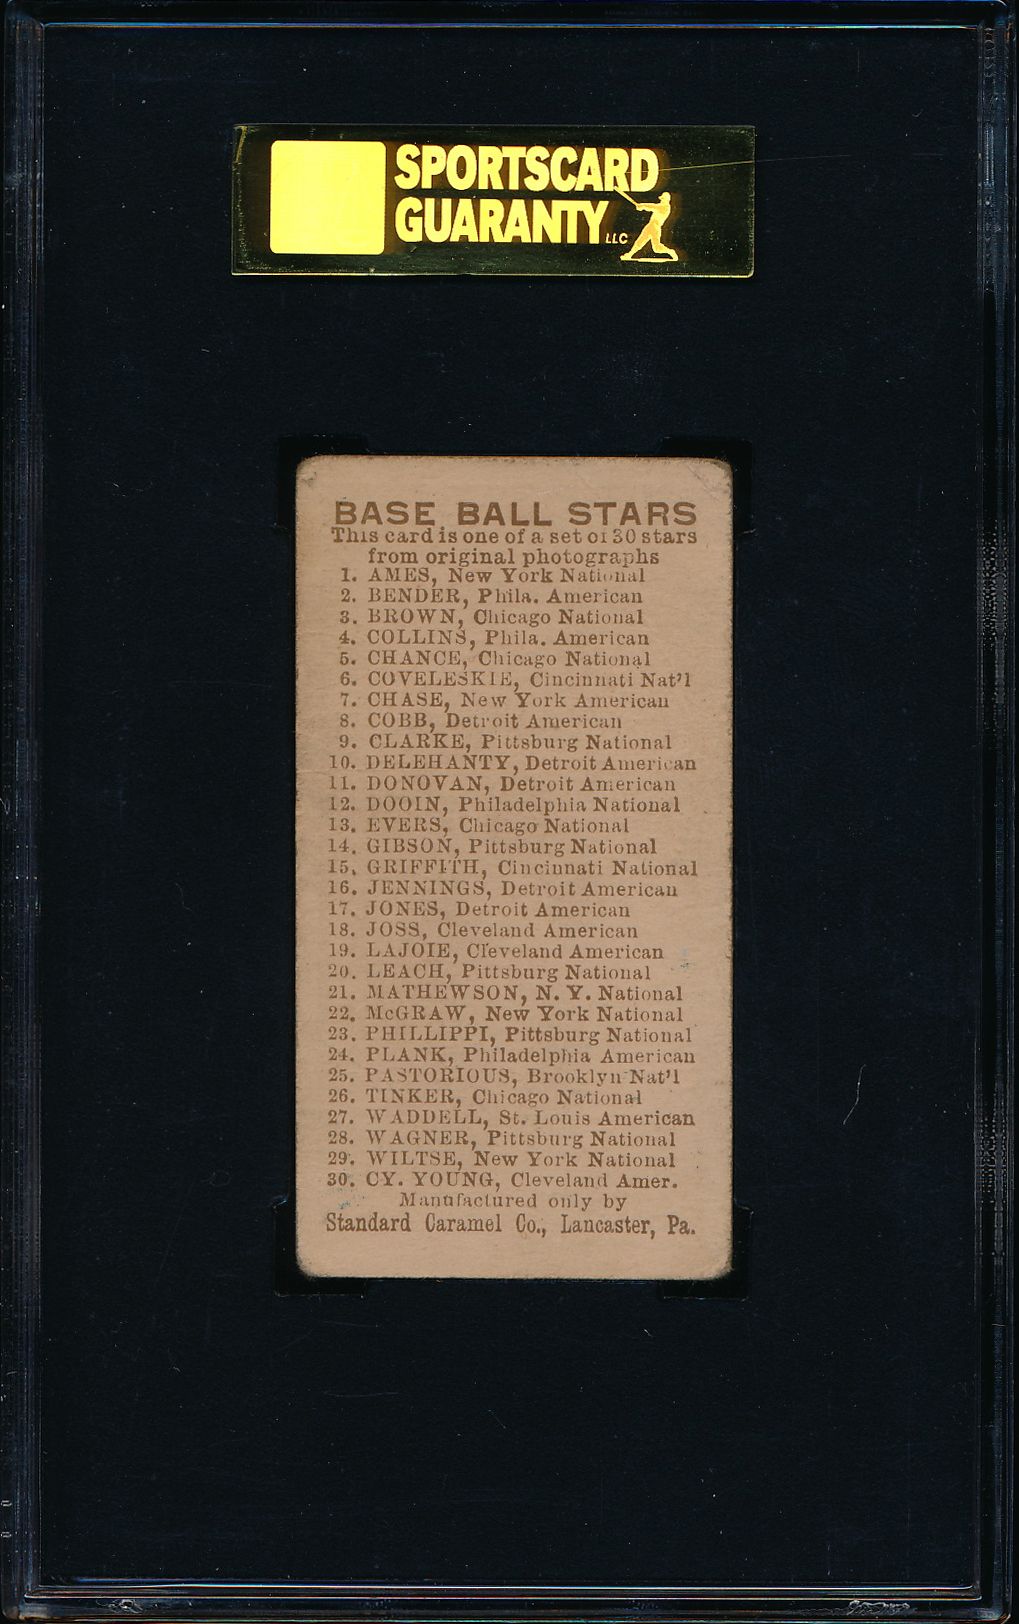 SPORTSCARD
GUARANTY LLC
BASE BALL STARS
This card is one of a set of 30 stars
from original photographs
1. AMES, New York National
2. BENDER, Phila. American
3. BROWN, Chicago National
4. COLLINS, Phila. American
5. CHANCE, Chicago National
6. COVELESKIE, Cincinnati Nat'l
7. CHASE, New York American
8. COBB, Detroit American
9. CLARKE, Pittsburg National
10. DELEHANTY, Detroit American
11. DONOVAN, Detroit American
12. DOOIN, Philadelphia National
13. EVERS, Chicago National
14. GIBSON, Pittsburg National
15. GRIFFITH, Cincinnati National
16. JENNINGS, Detroit American
17. JONES, Detroit American
18. JOSS, Cleveland American
19. LAJOIE, Cleveland American
20. LEACH, Pittsburg National
21. MATHEWSON, N. Y. National
22. McGRAW, New York National
23. PHILLIPPI, Pittsburg National
24. PLANK, Philadelphia American
25. PASTORIOUS, Brooklyn Nat'l
26. TINKER, Chicago National
27. WADDELL, St. Louis American
28. WAGNER, Pittsburg National
29. WILTSE, New York National
30. CY. YOUNG, Cleveland Amer.
Manufactured only by
Standard Caramel Co., Lancaster, Pa.